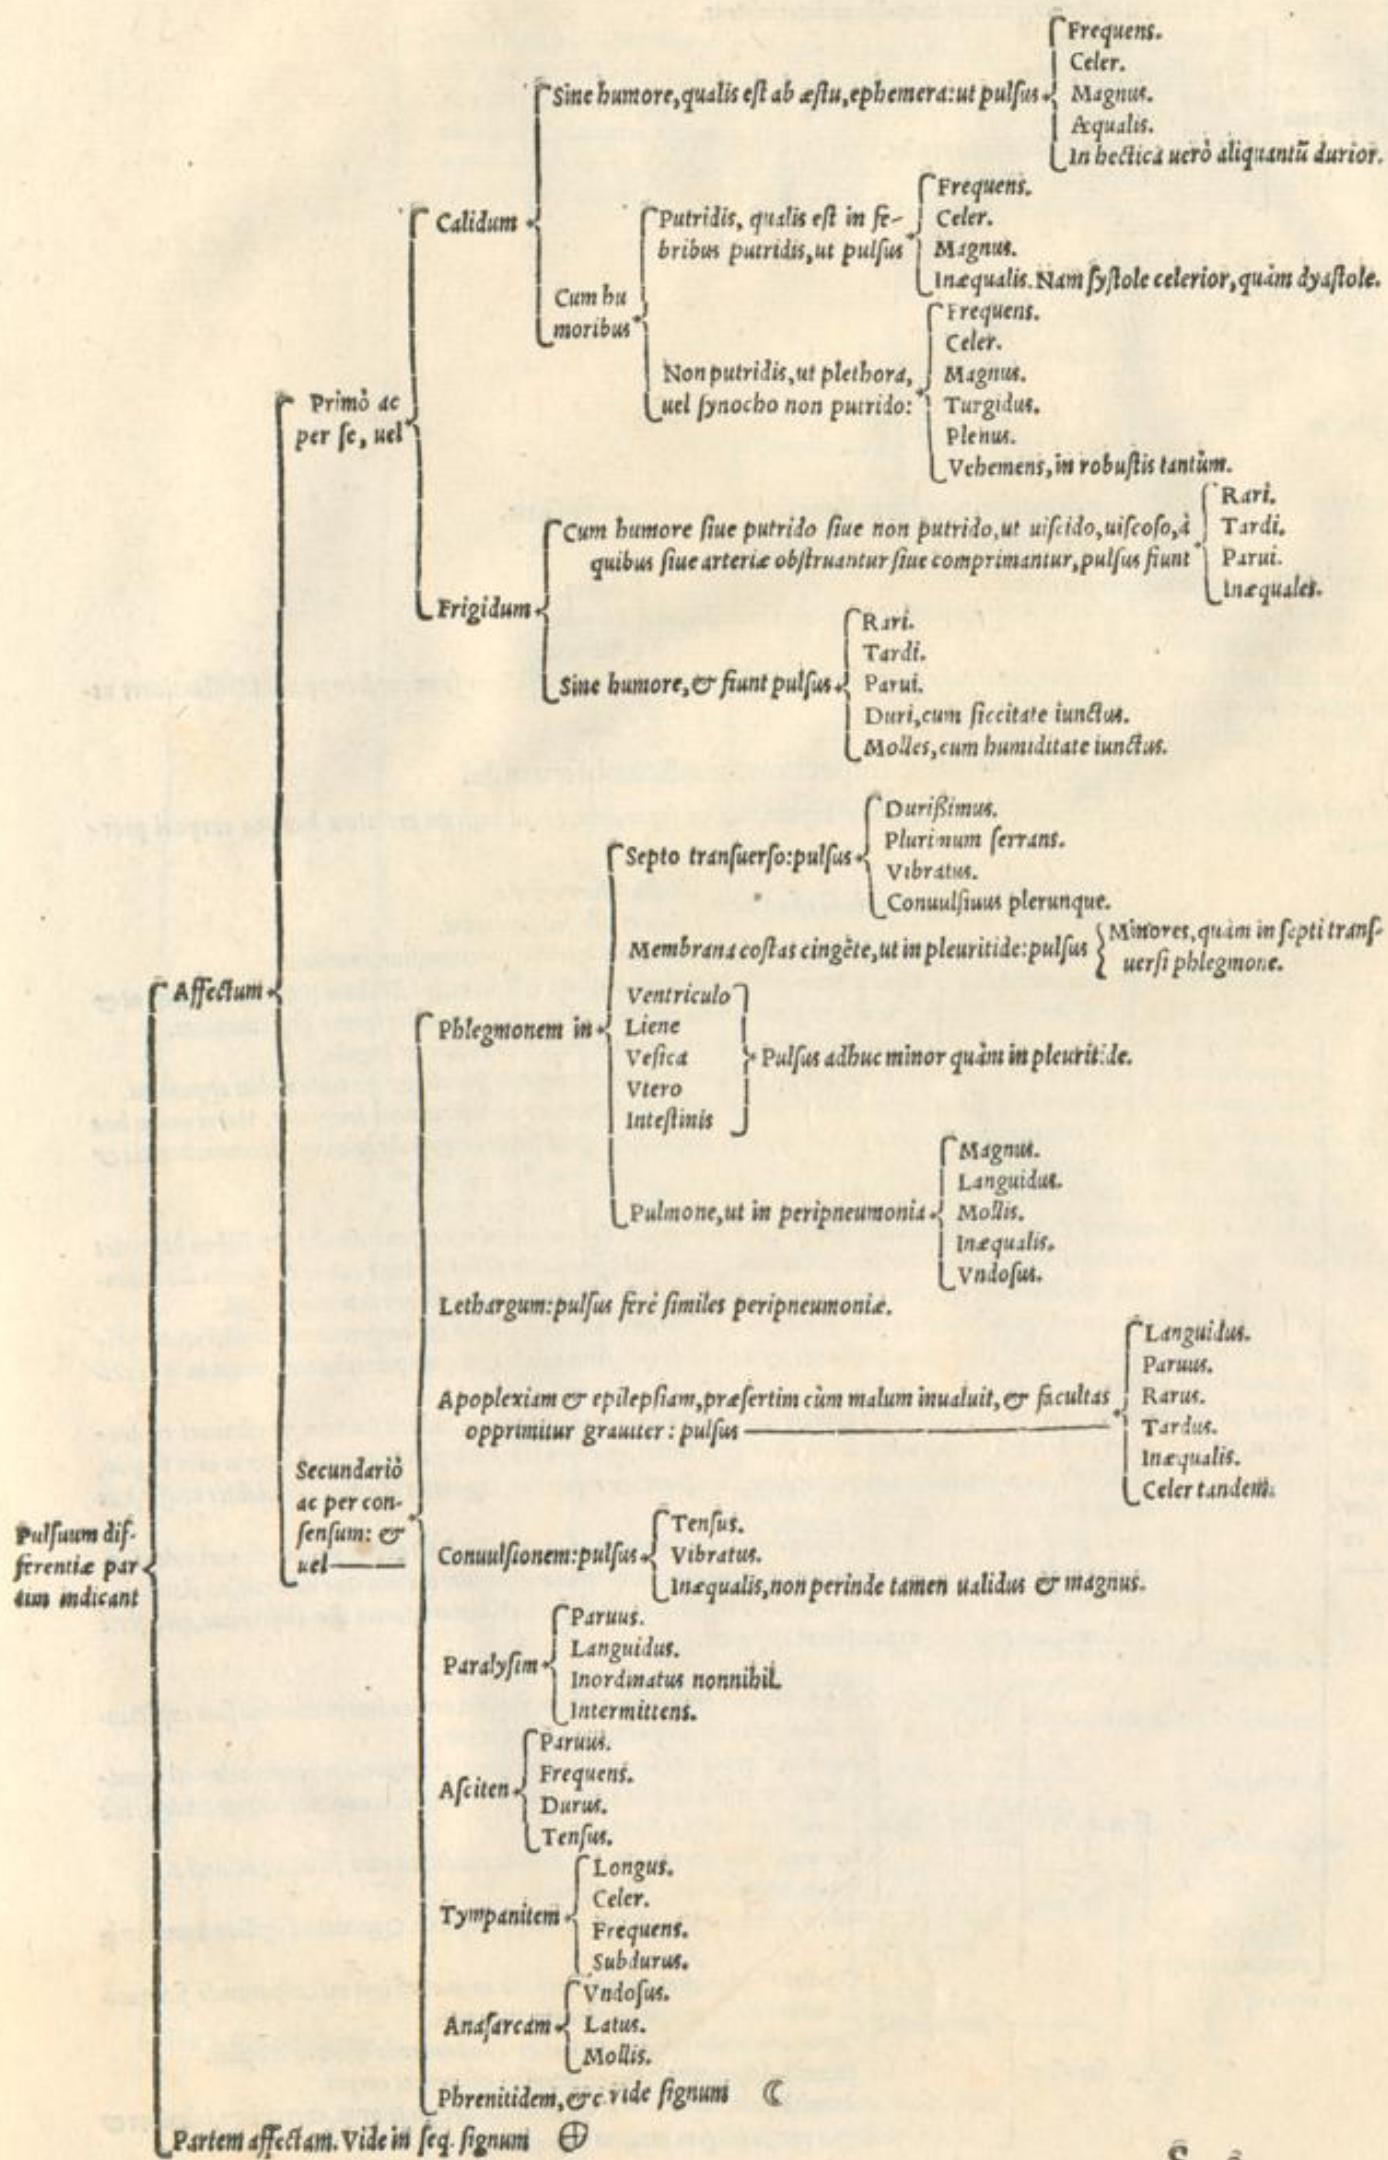 Frequens.
Celer.
Sine humore, qualis est ab æstu, ephemera: ut pulsus
Magnus.
Æqualis.
In hectica uerò aliquantũ durior.
Calidum
Cum hu
moribus
Putridis, qualis est in fe-
bribus putridis, ut pulsus
Frequens.
Celer.
Magnus.
Inæqualis. Nam systole celerior, quàm dyastole.
Non putridis, ut plethora,
uel synocho non putrido:
Frequens.
Celer.
Magnus.
Turgidus.
Plenus.
Vehemens, in robustis tantùm.
Primò ac
per se, uel
Frigidum
Cum humore siue putrido siue non putrido, ut uiscido, uiscoso, à
quibus siue arteriæ obstruantur siue comprimantur, pulsus fiunt
Rari.
Tardi.
Parui.
Inæquales.
Sine humore, & fiunt pulsus
Rari.
Tardi.
Parui.
Duri, cum siccitate iunctus.
Molles, cum humiditate iunctus.
Affectum
Phlegmonem in
Septo transuerso: pulsus
Durißimus.
Plurimum serrans.
Vibratus.
Conuulsiuus plerunque.
Membrana costas cingẽte, ut in pleuritide: pulsus
Minores, quàm in septi trans-
uersi phlegmone.
Ventriculo
Liene
Vesica
Vtero
Intestinis
Pulsus adhuc minor quàm in pleuritide.
Pulmone, ut in peripneumonia
Magnus.
Languidus.
Mollis.
Inæqualis.
Vndosus.
Lethargum: pulsus ferè similes peripneumoniæ.
Apoplexiam & epilepsiam, præsertim cùm malum inualuit, & facultas
opprimitur grauiter: pulsus
Languidus.
Paruus.
Rarus.
Tardus.
Inæqualis.
Celer tandem.
Secundariò
ac per con-
sensum: &
uel
Pulsuum dif-
ferentiæ par
tim indicant
Conuulsionem: pulsus
Tensus.
Vibratus.
Inæqualis, non perinde tamen ualidus & magnus.
Paralysim
Paruus.
Languidus.
Inordinatus nonnihil.
Intermittens.
Asciten
Paruus.
Frequens.
Durus.
Tensus.
Tympanitem
Longus.
Celer.
Frequens.
Subdurus.
Anasarcam
Vndosus.
Latus.
Mollis.
Phrenitidem, &c. vide signum ☾
Partem affectam. Vide in seq. signum ⊕